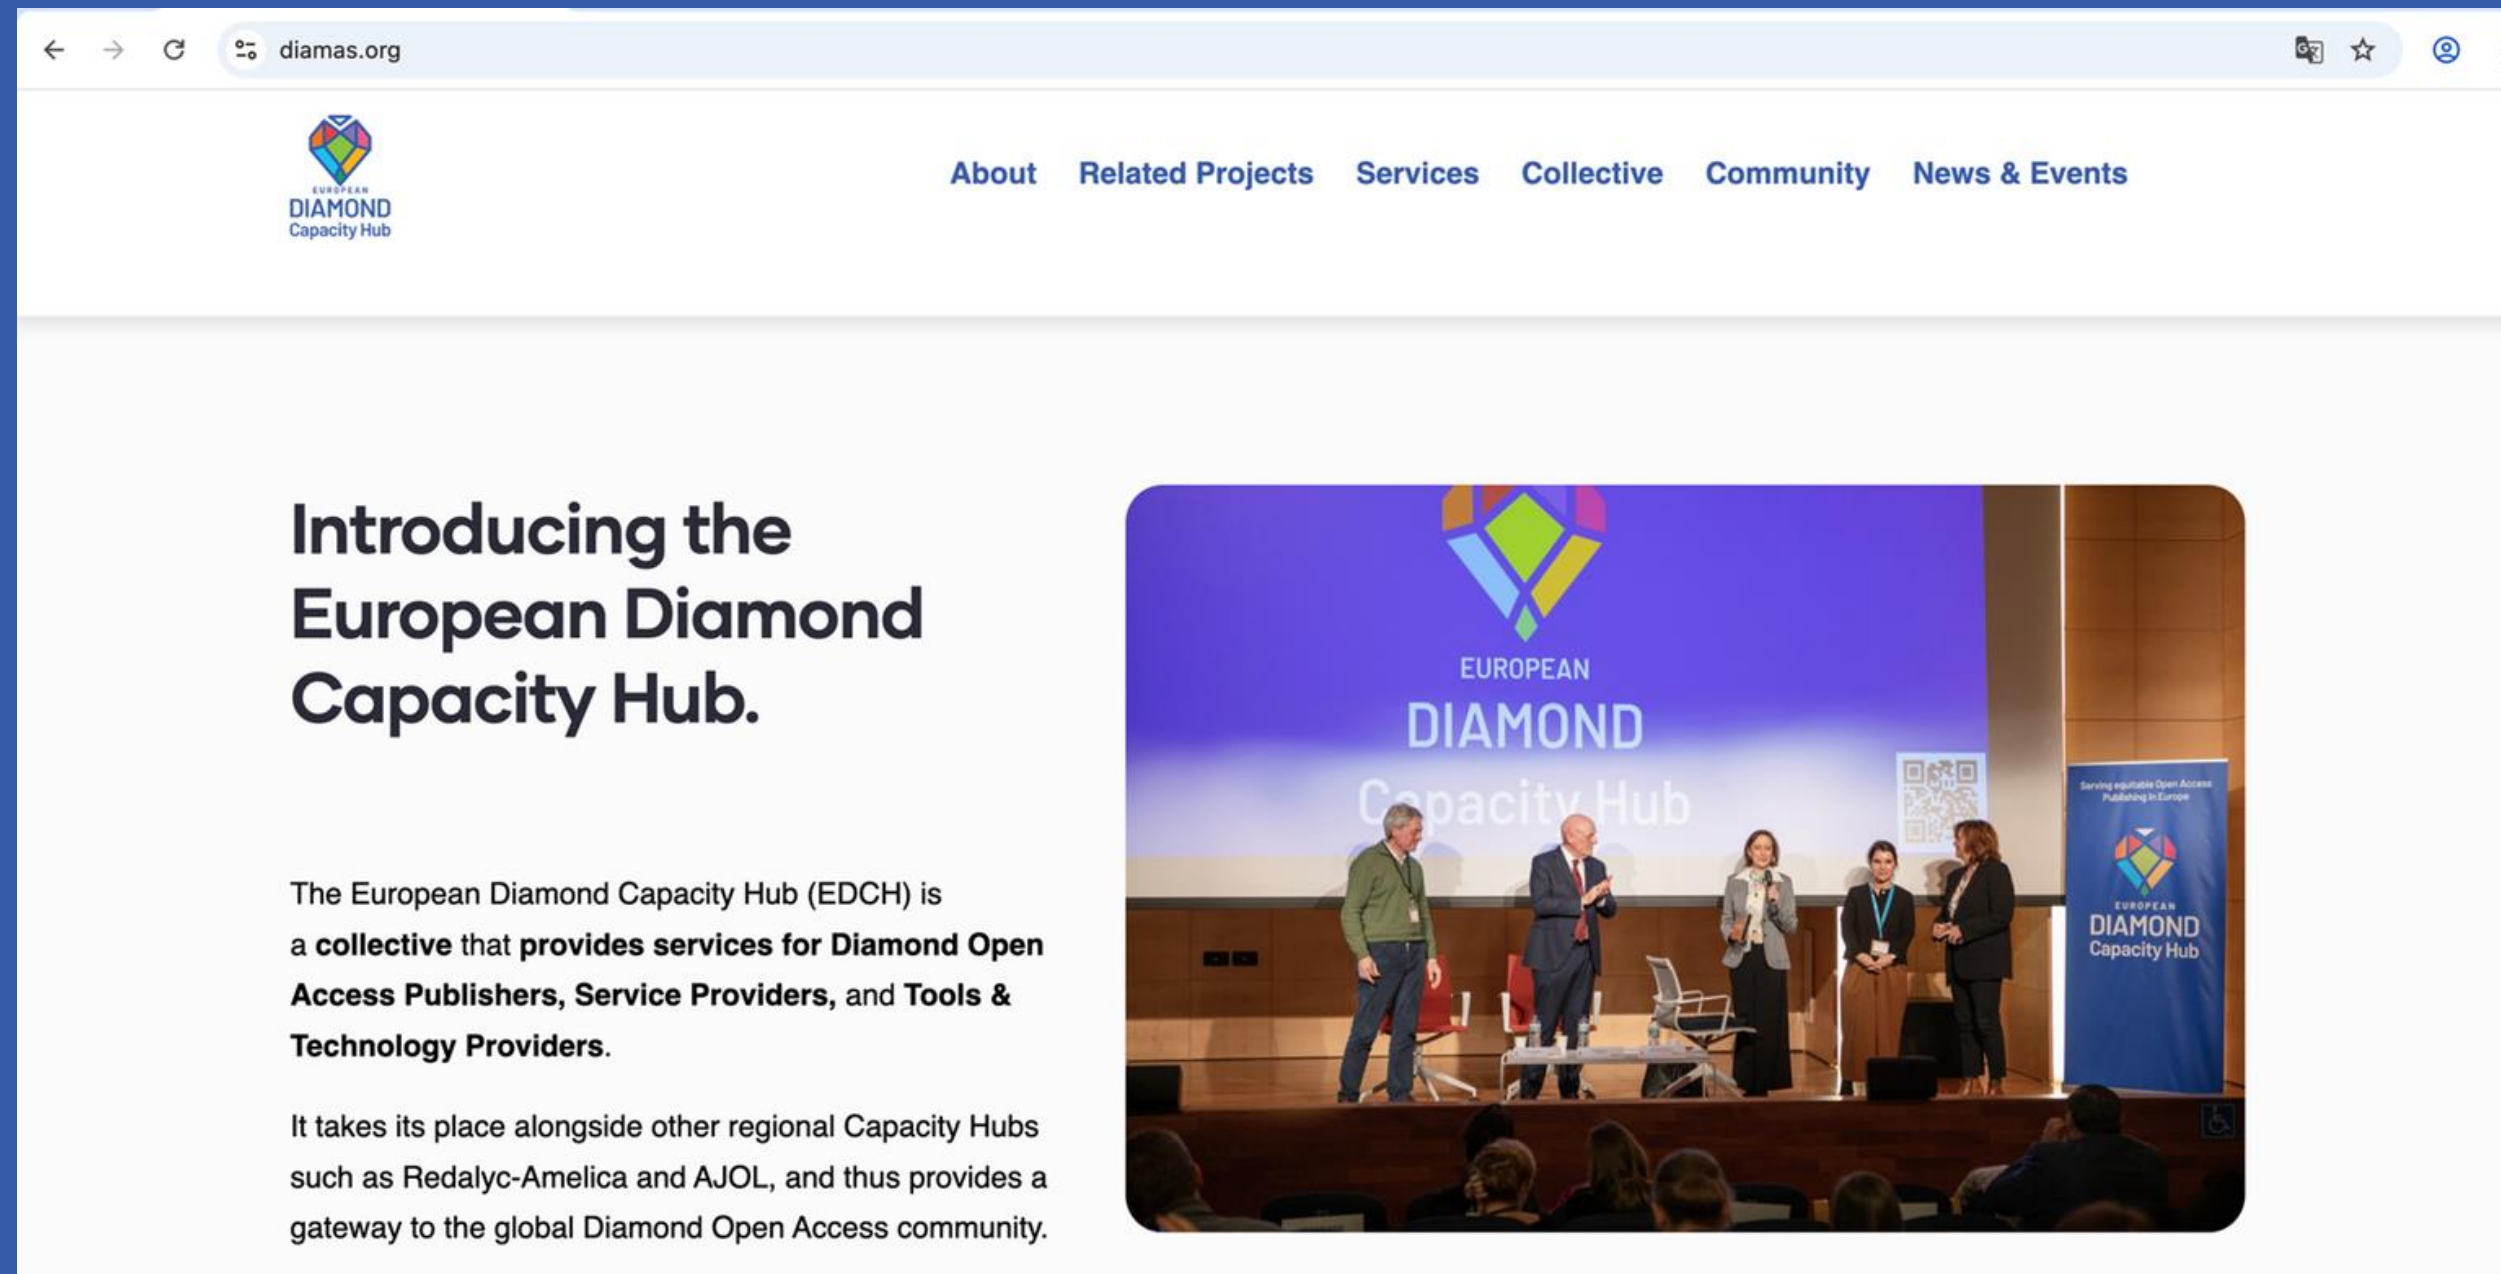 diamas.org
EUROPEAN
DIAMOND
Capacity Hub
About Related Projects Services Collective Community News & Events
Introducing the
European Diamond
Capacity Hub.
The European Diamond Capacity Hub (EDCH) is
a collective that provides services for Diamond Open
Access Publishers, Service Providers, and Tools &
Technology Providers.
It takes its place alongside other regional Capacity Hubs
such as Redalyc-Amelica and AJOL, and thus provides a
gateway to the global Diamond Open Access community.
EUROPEAN
DIAMOND
Capacity Hub
Serving equitable Open Access
Publishing in Europe
EUROPEAN
DIAMOND
Capacity Hub